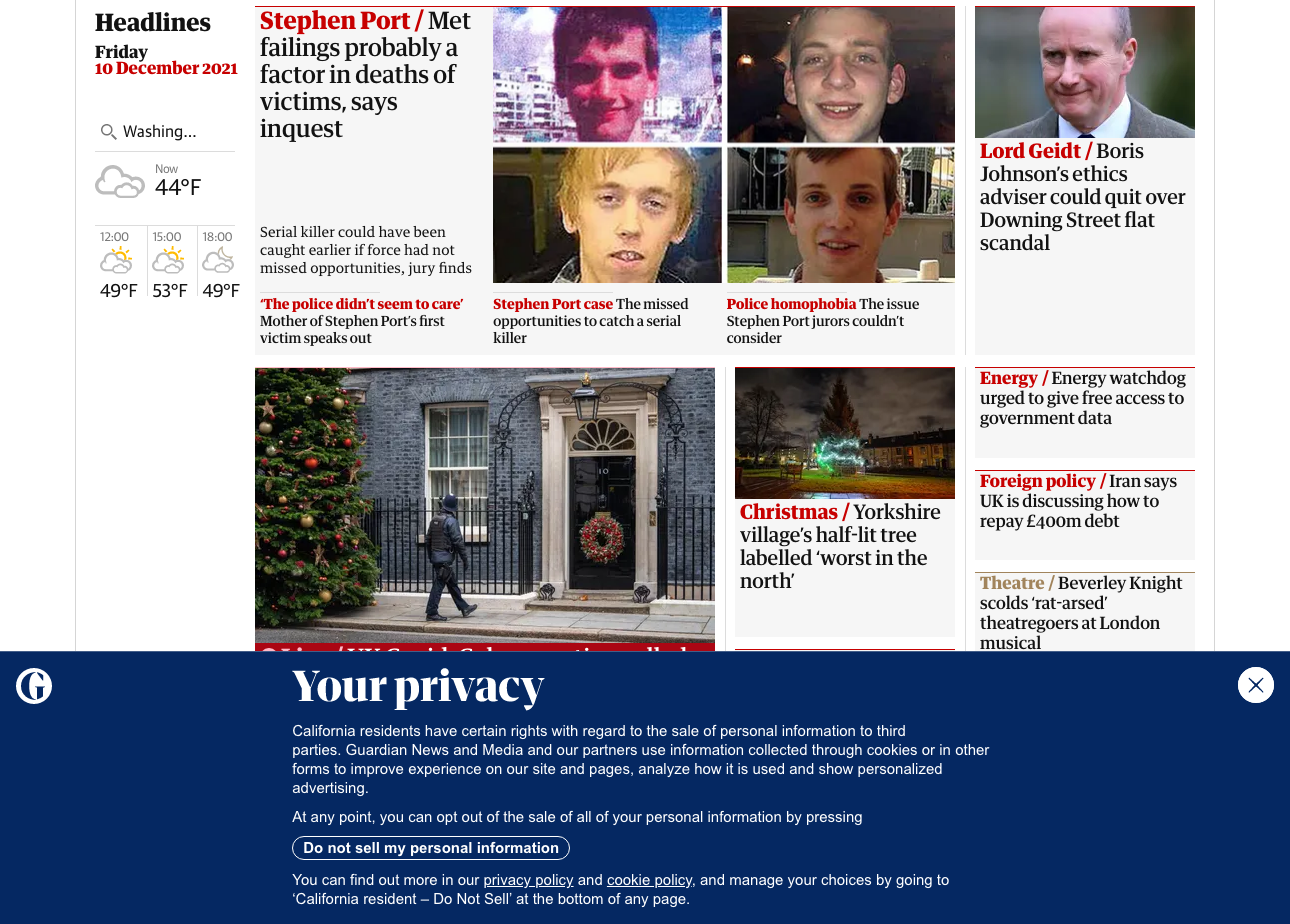 Headlines
Friday
10 December 2021
Washing...
Now
44°F
12:00
15:00
18:00
49°F
53°F
49°F
Stephen Port / Met
failings probably a
factor in deaths of
victims, says
inquest
Serial killer could have been
caught earlier if force had not
missed opportunities, jury finds
‘The police didn’t seem to care’
Mother of Stephen Port’s first
victim speaks out
Stephen Port case The missed
opportunities to catch a serial
killer
Police homophobia The issue
Stephen Port jurors couldn’t
consider
Lord Geidt / Boris
Johnson’s ethics
adviser could quit over
Downing Street flat
scandal
10
Christmas / Yorkshire
village’s half-lit tree
labelled ‘worst in the
north’
Energy / Energy watchdog
urged to give free access to
government data
Foreign policy / Iran says
UK is discussing how to
repay £400m debt
Theatre / Beverley Knight
scolds ‘rat-arsed’
theatregoers at London
musical
Your privacy
California residents have certain rights with regard to the sale of personal information to third
parties. Guardian News and Media and our partners use information collected through cookies or in other
forms to improve experience on our site and pages, analyze how it is used and show personalized
advertising.
At any point, you can opt out of the sale of all of your personal information by pressing
Do not sell my personal information
You can find out more in our privacy policy and cookie policy, and manage your choices by going to
‘California resident – Do Not Sell’ at the bottom of any page.